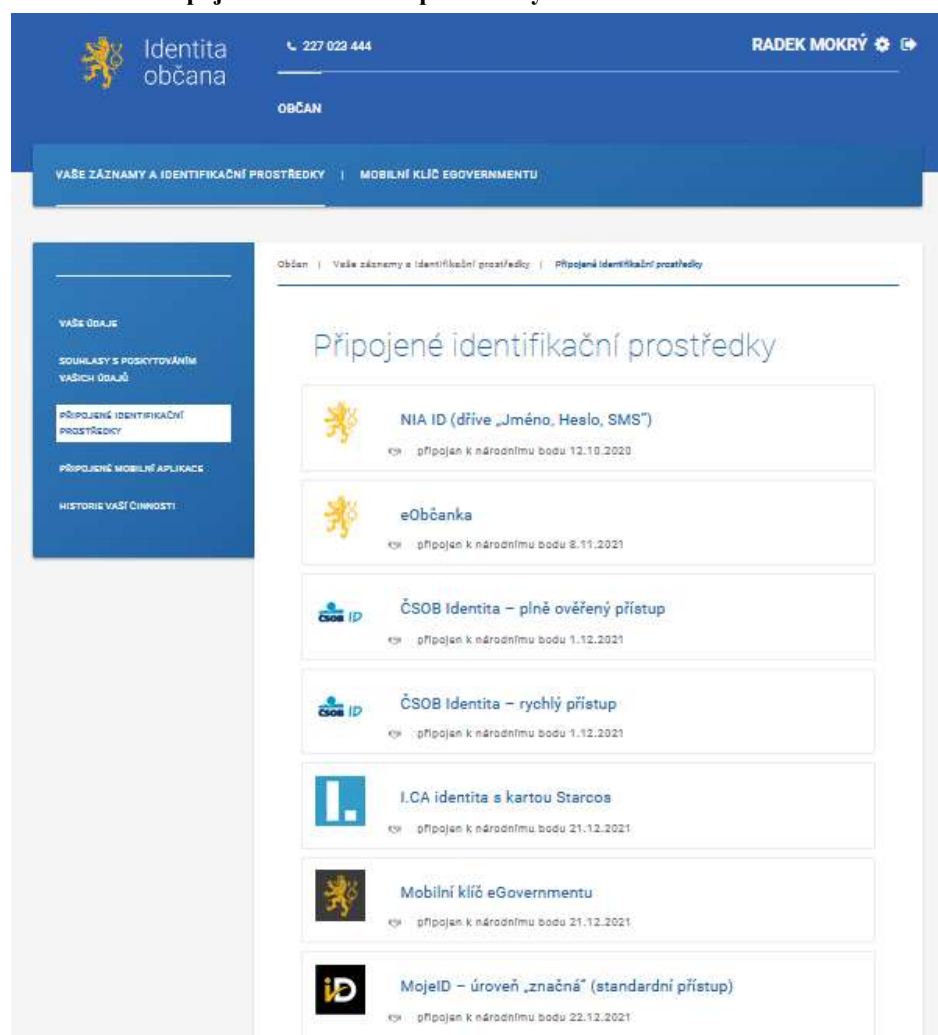 Identita
občana
227 023 444
RADEK MOKRÝ
OBČAN
VAŠE ZÁZNAMY A IDENTIFIKAČNÍ PROSTŘEDKY | MOBILNÍ KLÍČ EGOVERNMENTU
Občan | Vaše záznamy a identifikační prostředky | Připojené identifikační prostředky
VAŠE ÚDAJE
SOUHLASY S POSKYTOVÁNÍM
VAŠICH ÚDAJŮ
PŘIPOJENÉ IDENTIFIKAČNÍ
PROSTŘEDKY
PŘIPOJENÉ MOBILNÍ APLIKACE
HISTORIE VAŠÍ ČINNOSTI
Připojené identifikační prostředky
NIA ID (dříve „Jméno, Heslo, SMS“)
připojen k národnímu bodu 12.10.2020
eObčanka
připojen k národnímu bodu 8.11.2021
ČSOB ID
ČSOB Identita – plně ověřený přístup
připojen k národnímu bodu 1.12.2021
ČSOB ID
ČSOB Identita – rychlý přístup
připojen k národnímu bodu 1.12.2021
I.
I.CA identita s kartou Starcos
připojen k národnímu bodu 21.12.2021
Mobilní klíč eGovernmentu
připojen k národnímu bodu 21.12.2021
iD
MojeID – úroveň „značná“ (standardní přístup)
připojen k národnímu bodu 22.12.2021